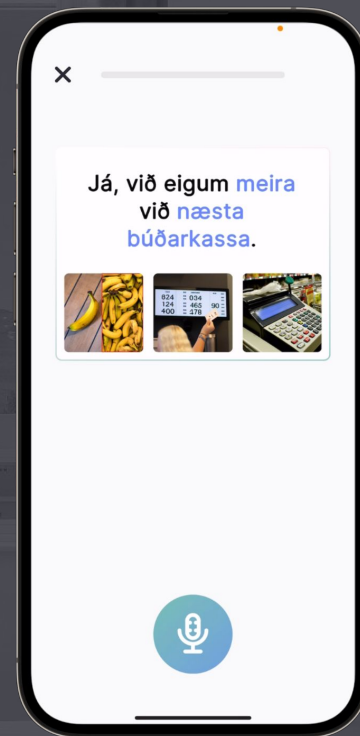 Já, við eigum meira
við næsta
búðarkassa.
824 034
124 465 90
400 178